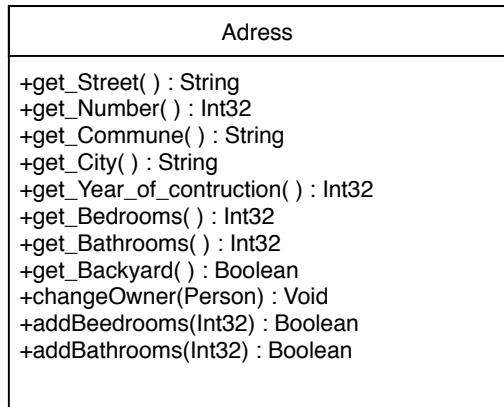 Adress
+get_Street( ) : String
+get_Number( ) : Int32
+get_Commune( ) : String
+get_City( ) : String
+get_Year_of_contruction( ) : Int32
+get_Bedrooms( ) : Int32
+get_Bathrooms( ) : Int32
+get_Backyard( ) : Boolean
+changeOwner(Person) : Void
+addBeedrooms(Int32) : Boolean
+addBathrooms(Int32) : Boolean